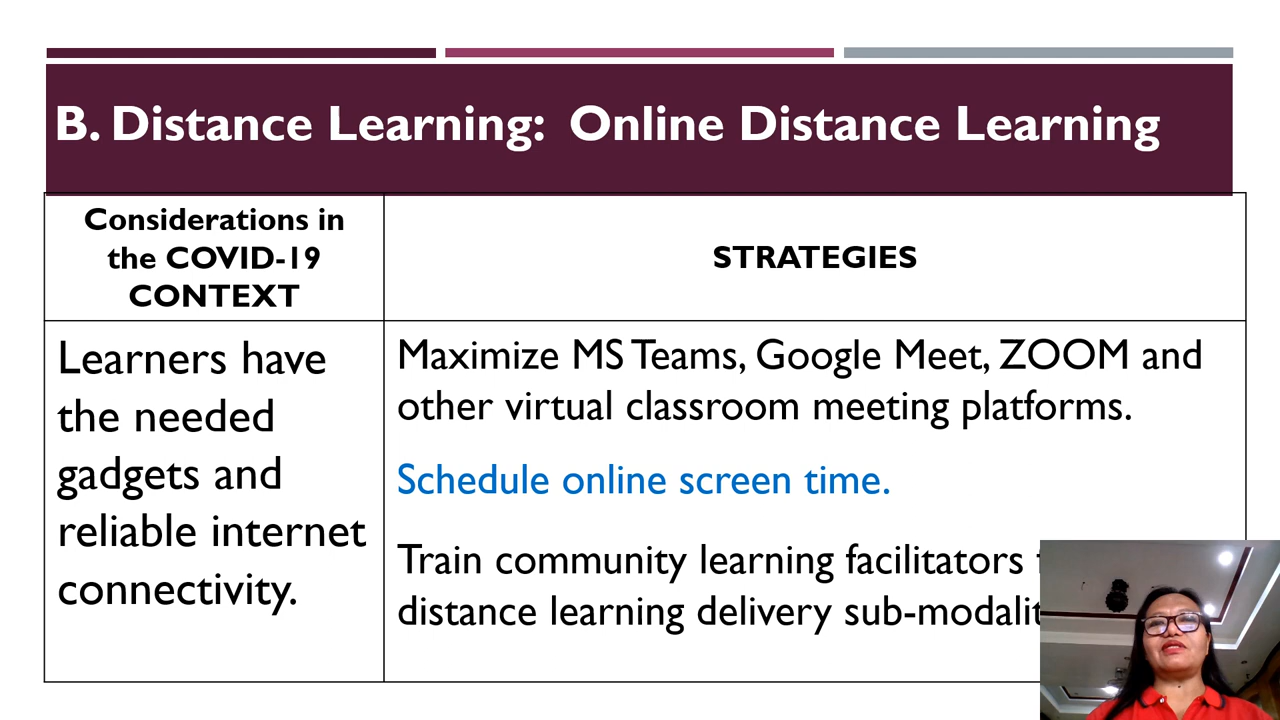 B. Distance Learning: Online Distance Learning
Considerations in
the COVID-19
CONTEXT
STRATEGIES
Learners have
the needed
gadgets and
reliable internet
connectivity.
Maximize MS Teams, Google Meet, ZOOM and
other virtual classroom meeting platforms.
Schedule online screen time.
Train community learning facilitators
distance learning delivery